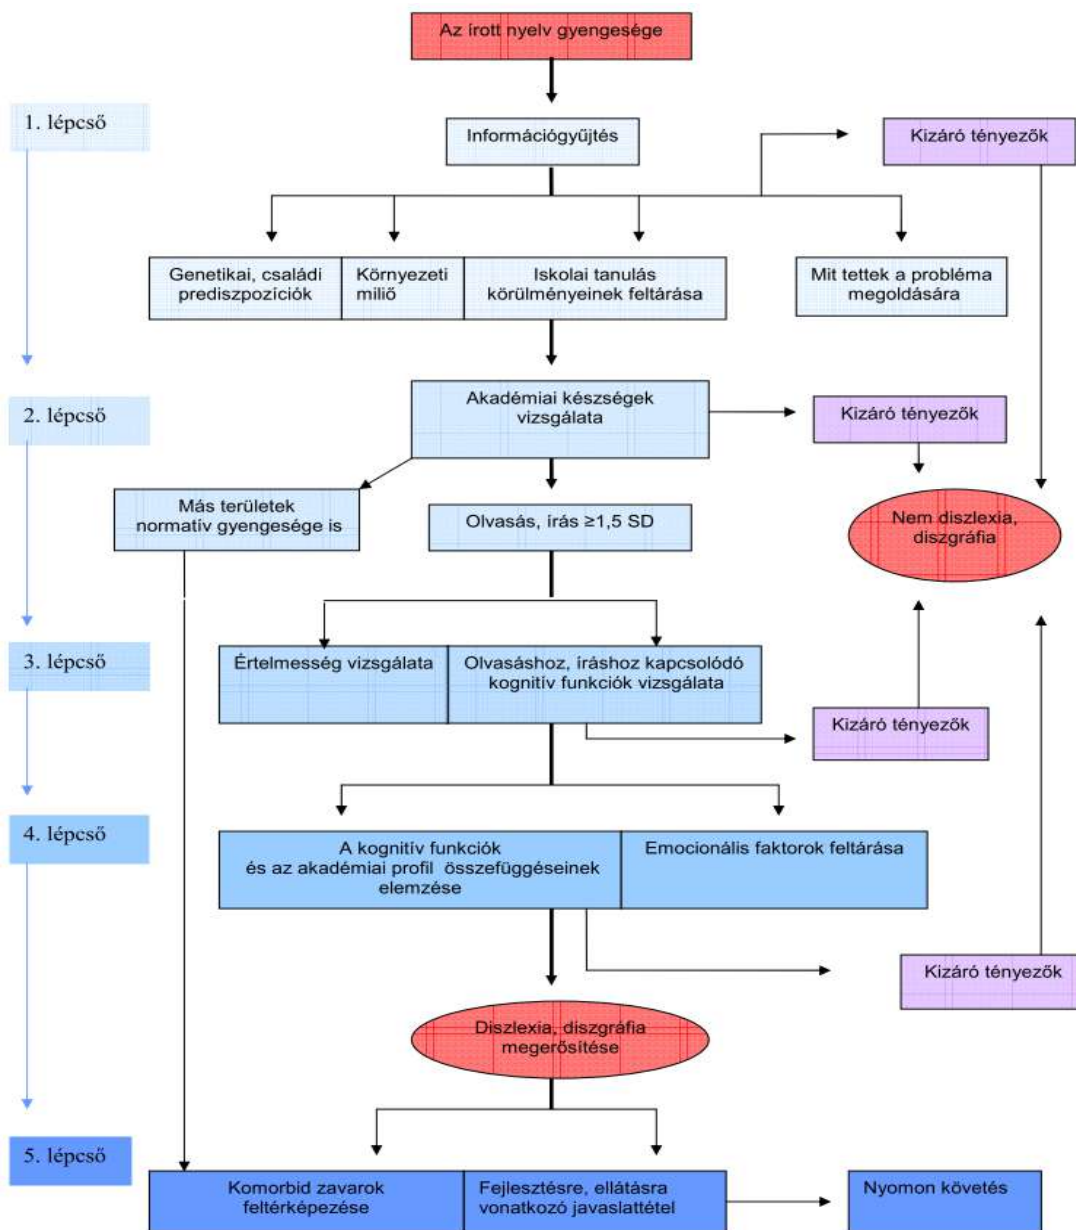 Az írott nyelv gyengesége
1. lépcső
Információgyűjtés
Kizáró tényezők
Genetikai, családi
prediszpozíciók
Környezeti
miliő
Iskolai tanulás
körülményeinek feltárása
Mit tettek a probléma
megoldására
2. lépcső
Akadémiai készségek
vizsgálata
Kizáró tényezők
Más területek
normatív gyengesége is
Olvasás, írás ≥1,5 SD
Nem diszlexia,
diszgráfia
3. lépcső
Értelmesség vizsgálata
Olvasáshoz, íráshoz kapcsolódó
kognitív funkciók vizsgálata
Kizáró tényezők
4. lépcső
A kognitív funkciók
és az akadémiai profil összefüggéseinek
elemzése
Emocionális faktorok feltárása
Kizáró tényezők
Diszlexia, diszgráfia
megerősítése
5. lépcső
Komorbid zavarok
feltérképezése
Fejlesztésre, ellátásra
vonatkozó javaslattétel
Nyomon követés